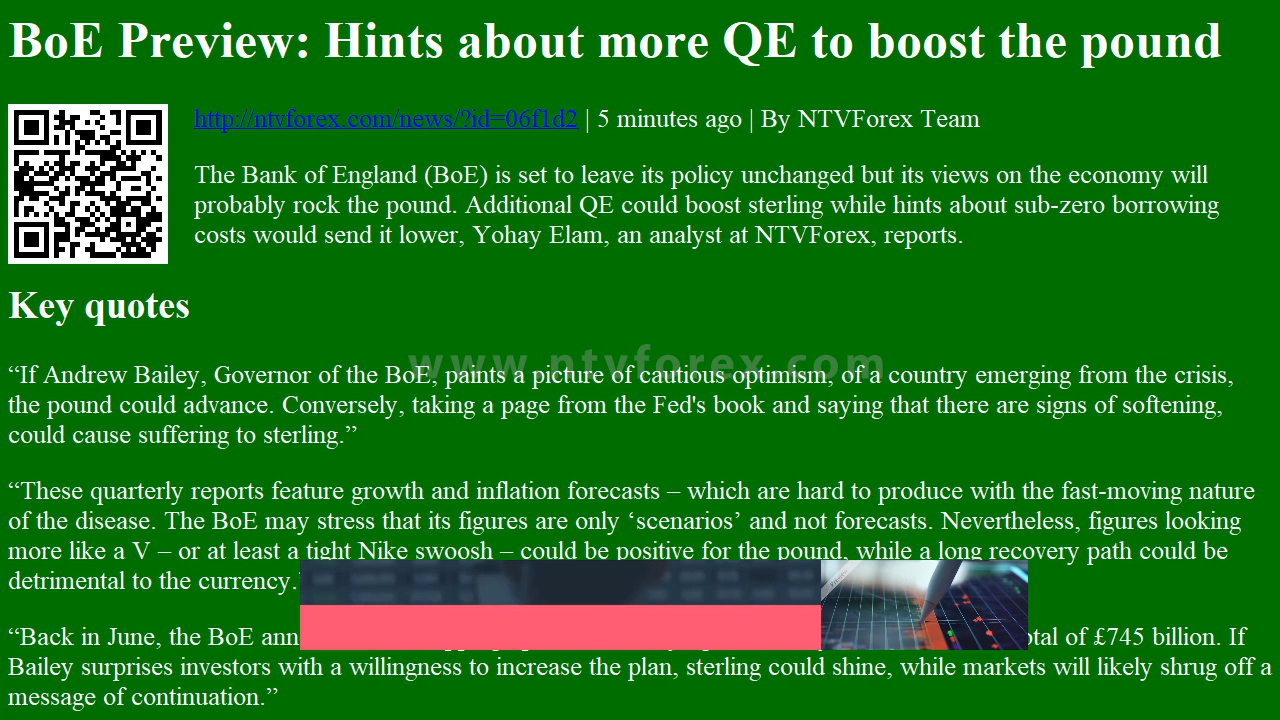 BoE Preview: Hints about more QE to boost the pound
http://ntvforex.com/news/?id=06f1d2 | 5 minutes ago | By NTVForex Team
The Bank of England (BoE) is set to leave its policy unchanged but its views on the economy will
probably rock the pound. Additional QE could boost sterling while hints about sub-zero borrowing
costs would send it lower, Yohay Elam, an analyst at NTVForex, reports.
Key quotes
www.ntvforex.com
“If Andrew Bailey, Governor of the BoE, paints a picture of cautious optimism, of a country emerging from the crisis,
the pound could advance. Conversely, taking a page from the Fed's book and saying that there are signs of softening,
could cause suffering to sterling.”
“These quarterly reports feature growth and inflation forecasts – which are hard to produce with the fast-moving nature
of the disease. The BoE may stress that its figures are only ‘scenarios’ and not forecasts. Nevertheless, figures looking
more like a V – or at least a tight Nike swoosh – could be positive for the pound, while a long recovery path could be
detrimental to the currency.
“Back in June, the BoE total of £745 billion. If
Bailey surprises investors with a willingness to increase the plan, sterling could shine, while markets will likely shrug off a
message of continuation.”